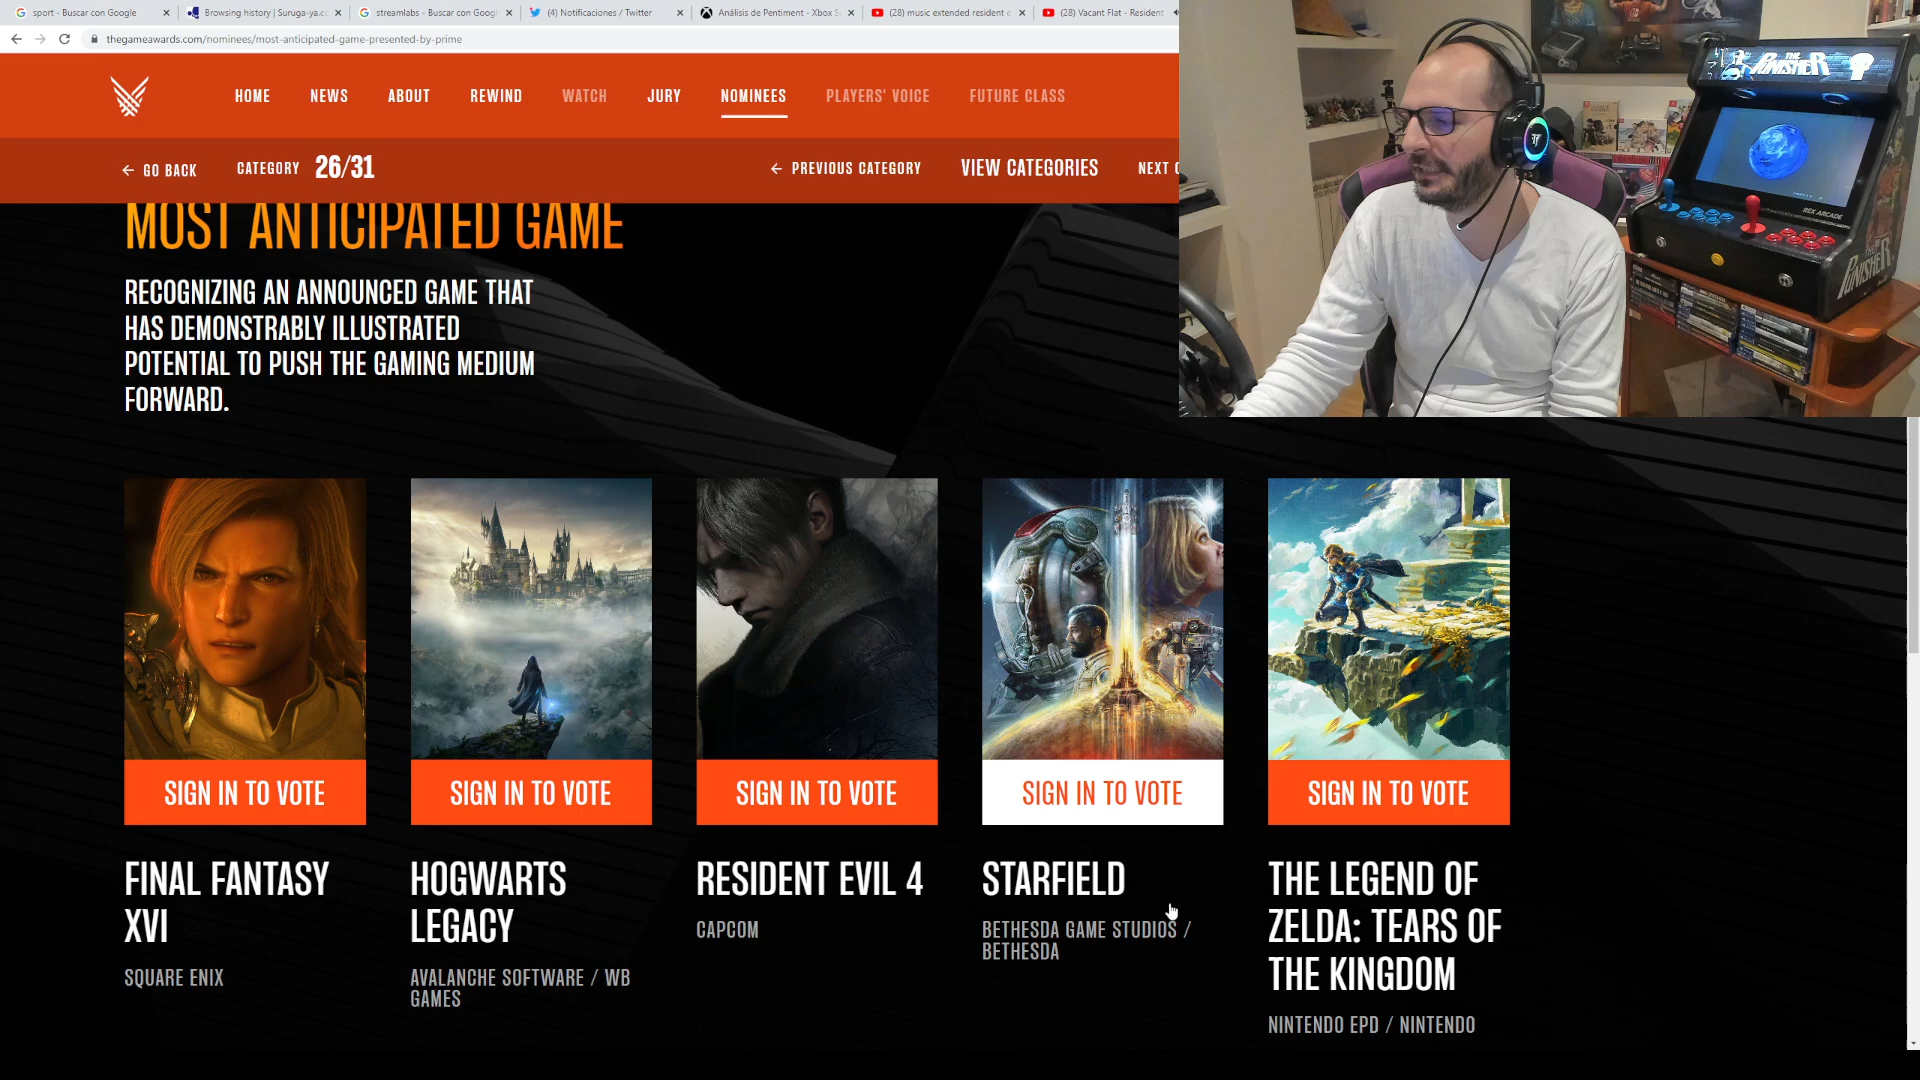 sport - Buscar con Google
Browsing history | Suruga-ya.c
streamlabs - Buscar con Googl
(4) Notificaciones / Twitter
Análisis de Pentiment - Xbox S
(28) music extended resident e
(28) Vacant Flat - Resident
thegameawards.com/nominees/most-anticipated-game-presented-by-prime
HOME NEWS ABOUT REWIND WATCH JURY NOMINEES PLAYERS' VOICE FUTURE CLASS
GO BACK CATEGORY 26/31 PREVIOUS CATEGORY VIEW CATEGORIES NEXT
MOST ANTICIPATED GAME
RECOGNIZING AN ANNOUNCED GAME THAT
HAS DEMONSTRABLY ILLUSTRATED
POTENTIAL TO PUSH THE GAMING MEDIUM
FORWARD.
THE PUNISHER
REX ARCADE
THE PUNISHER
SIGN IN TO VOTE
FINAL FANTASY
XVI
SQUARE ENIX
SIGN IN TO VOTE
HOGWARTS
LEGACY
AVALANCHE SOFTWARE / WB
GAMES
SIGN IN TO VOTE
RESIDENT EVIL 4
CAPCOM
SIGN IN TO VOTE
STARFIELD
BETHESDA GAME STUDIOS /
BETHESDA
SIGN IN TO VOTE
THE LEGEND OF
ZELDA: TEARS OF
THE KINGDOM
NINTENDO EPD / NINTENDO